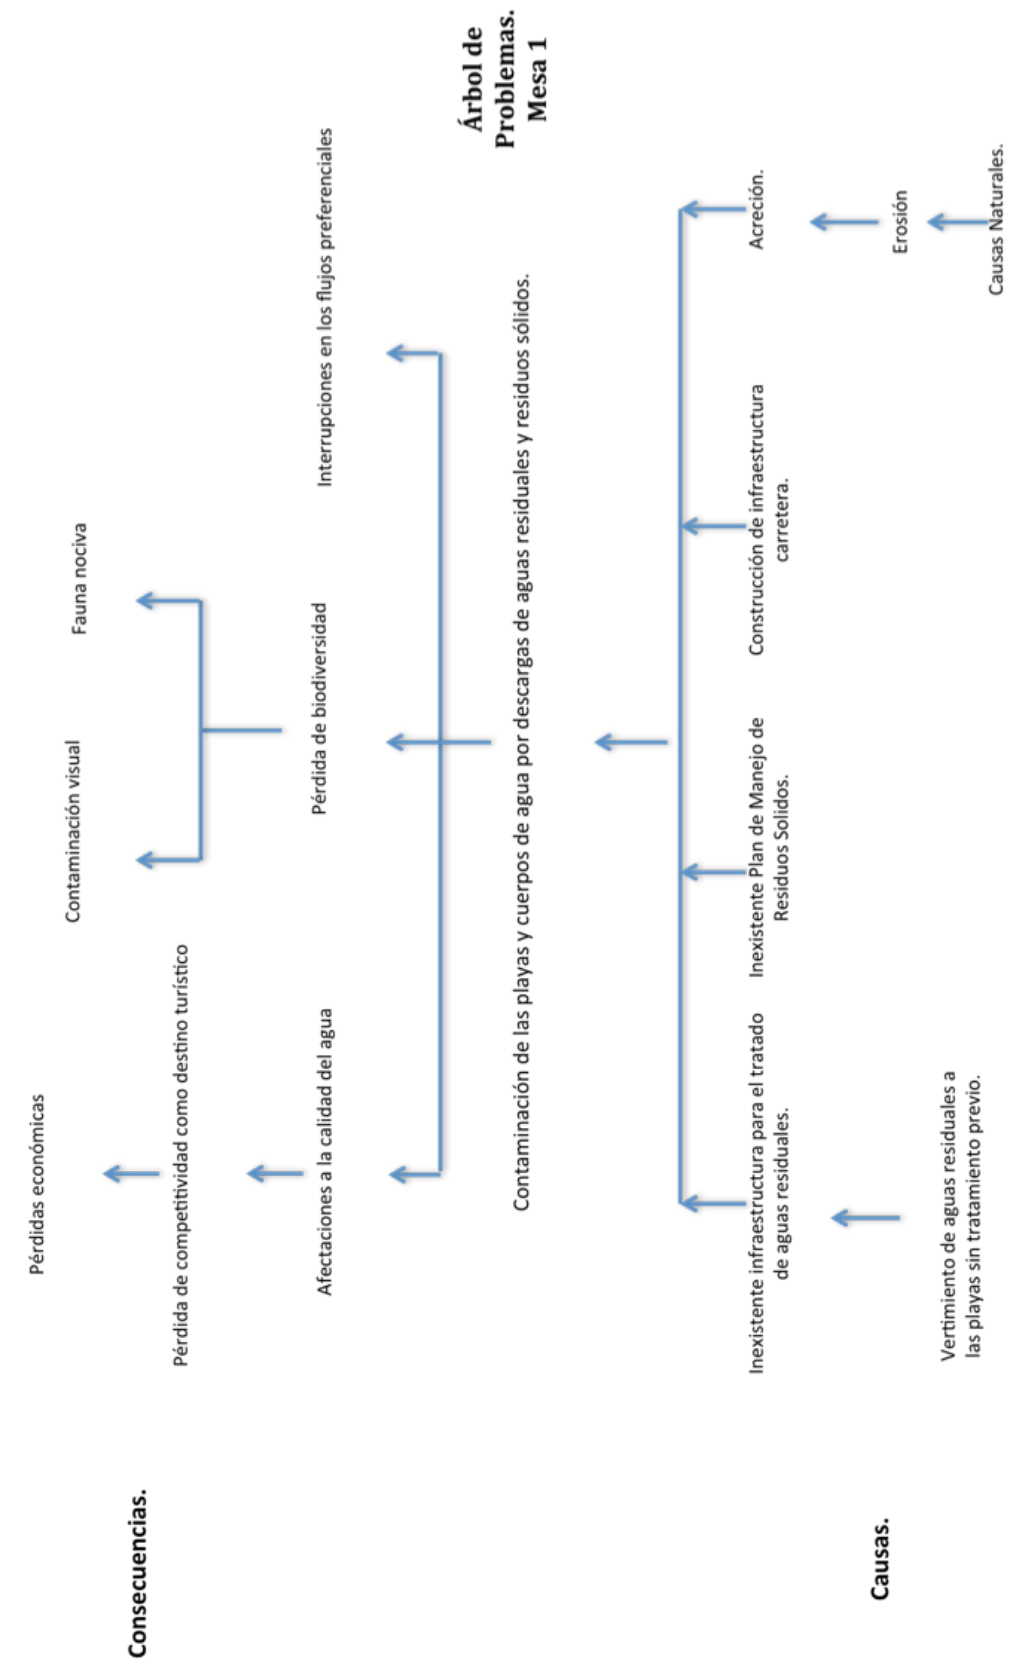 Árbol de
Problemas.
Mesa 1
Consecuencias.
Pérdidas económicas
Contaminación visual
Fauna nociva
Pérdida de competitividad como destino turístico
Afectaciones a la calidad del agua
Pérdida de biodiversidad
Interrupciones en los flujos preferenciales
Contaminación de las playas y cuerpos de agua por descargas de aguas residuales y residuos sólidos.
Inexistente infraestructura para el tratado
de aguas residuales.
Inexistente Plan de Manejo de
Residuos Solidos.
Construcción de infraestructura
carretera.
Acreción.
Causas.
Erosión
Vertimiento de aguas residuales a
las playas sin tratamiento previo.
Causas Naturales.